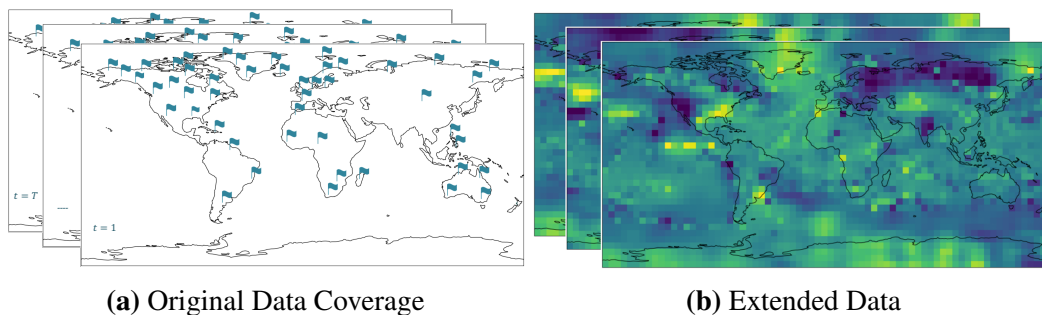 t = T
t = 1
(a) Original Data Coverage
(b) Extended Data